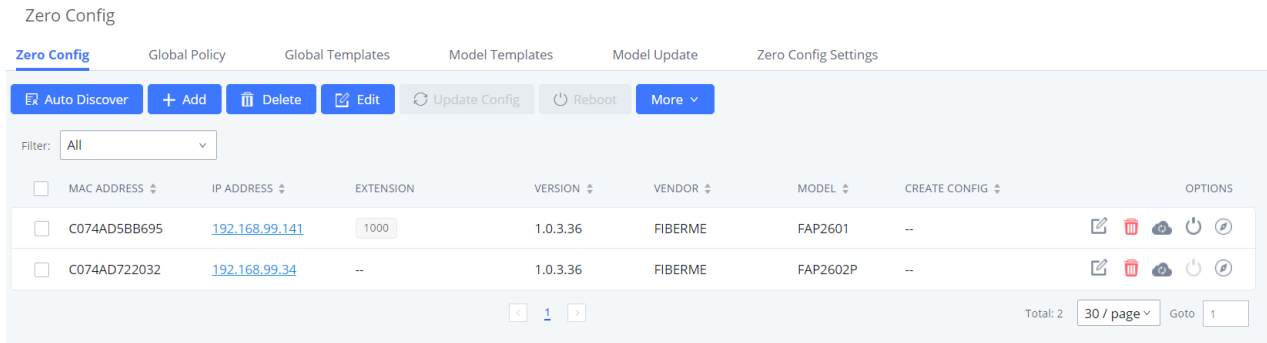 Zero Config
Zero Config Global Policy Global Templates Model Templates Model Update Zero Config Settings
Auto Discover + Add Delete Edit Update Config Reboot More
Filter: All
MAC ADDRESS IP ADDRESS EXTENSION VERSION VENDOR MODEL CREATE CONFIG OPTIONS
C074AD5BB695 192.168.99.141 1000 1.0.3.36 FIBERME FAP2601 --
C074AD722032 192.168.99.34 -- 1.0.3.36 FIBERME FAP2602P --
< 1 > Total: 2 30 / page Goto 1